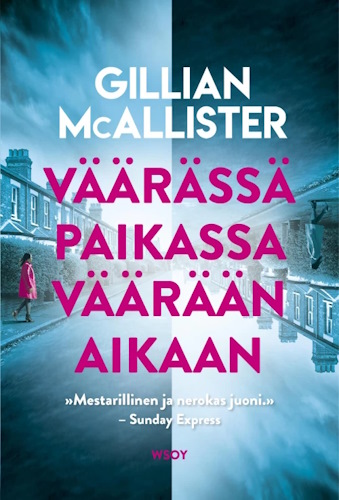 GILLIAN
McALLISTER
VÄÄRÄSSÄ
PAIKASSA
VÄÄRÄÄN
AIKAAN
»Mestarillinen ja nerokas juoni.»
– Sunday Express
WSOY